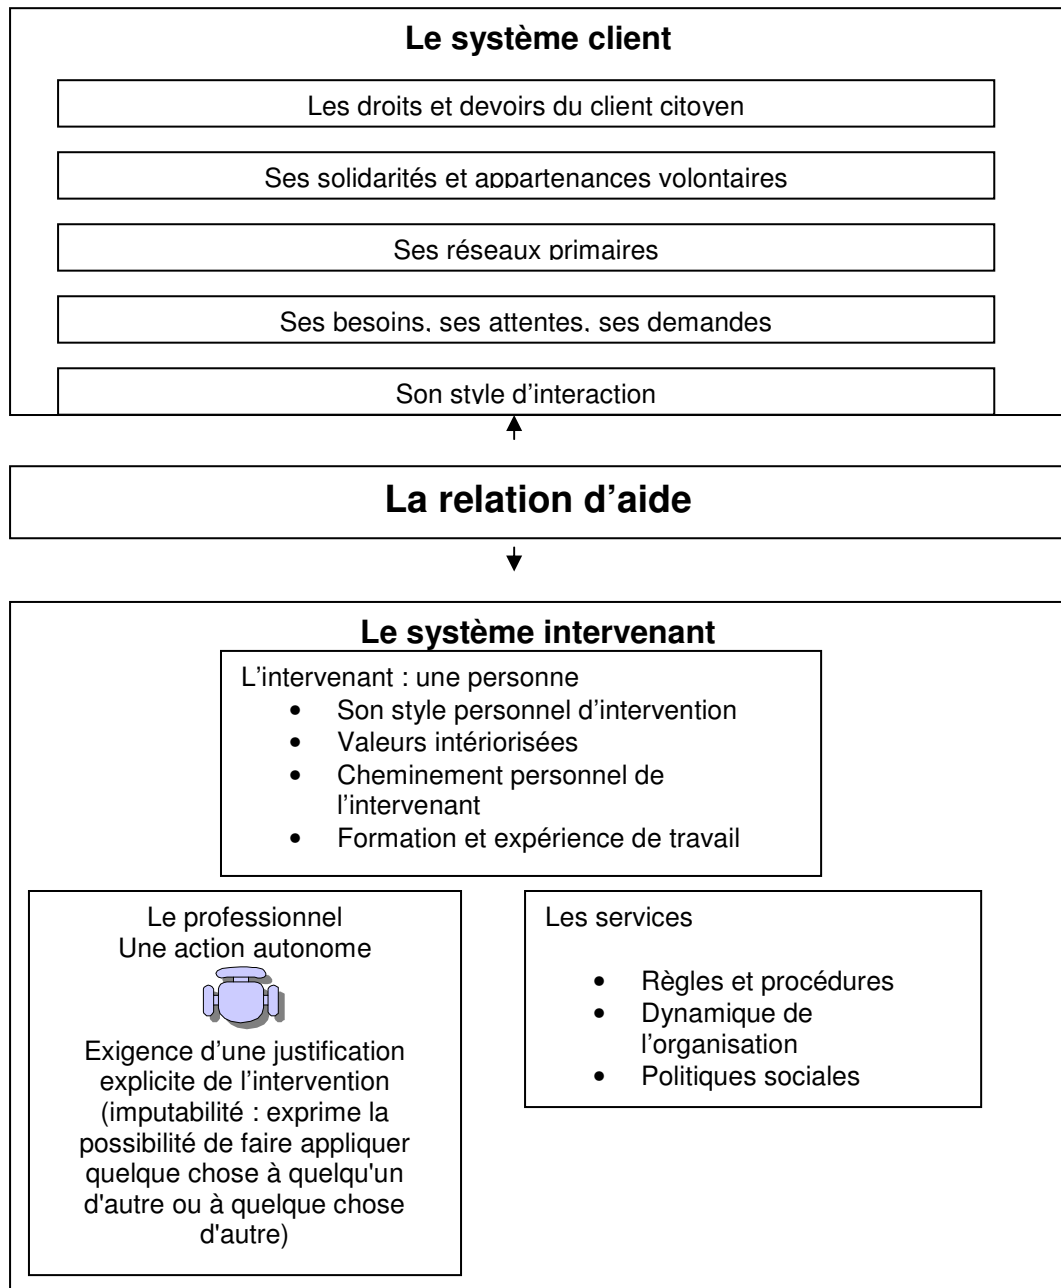 Le système client
Les droits et devoirs du client citoyen
Ses solidarités et appartenances volontaires
Ses réseaux primaires
Ses besoins, ses attentes, ses demandes
Son style d’interaction
La relation d’aide
Le système intervenant
L’intervenant : une personne
• Son style personnel d’intervention
• Valeurs intériorisées
• Cheminement personnel de
l’intervenant
• Formation et expérience de travail
Le professionnel
Une action autonome
Exigence d’une justification
explicite de l’intervention
(imputabilité : exprime la
possibilité de faire appliquer
quelque chose à quelqu'un
d'autre ou à quelque chose
d'autre)
Les services
• Règles et procédures
• Dynamique de
l’organisation
• Politiques sociales